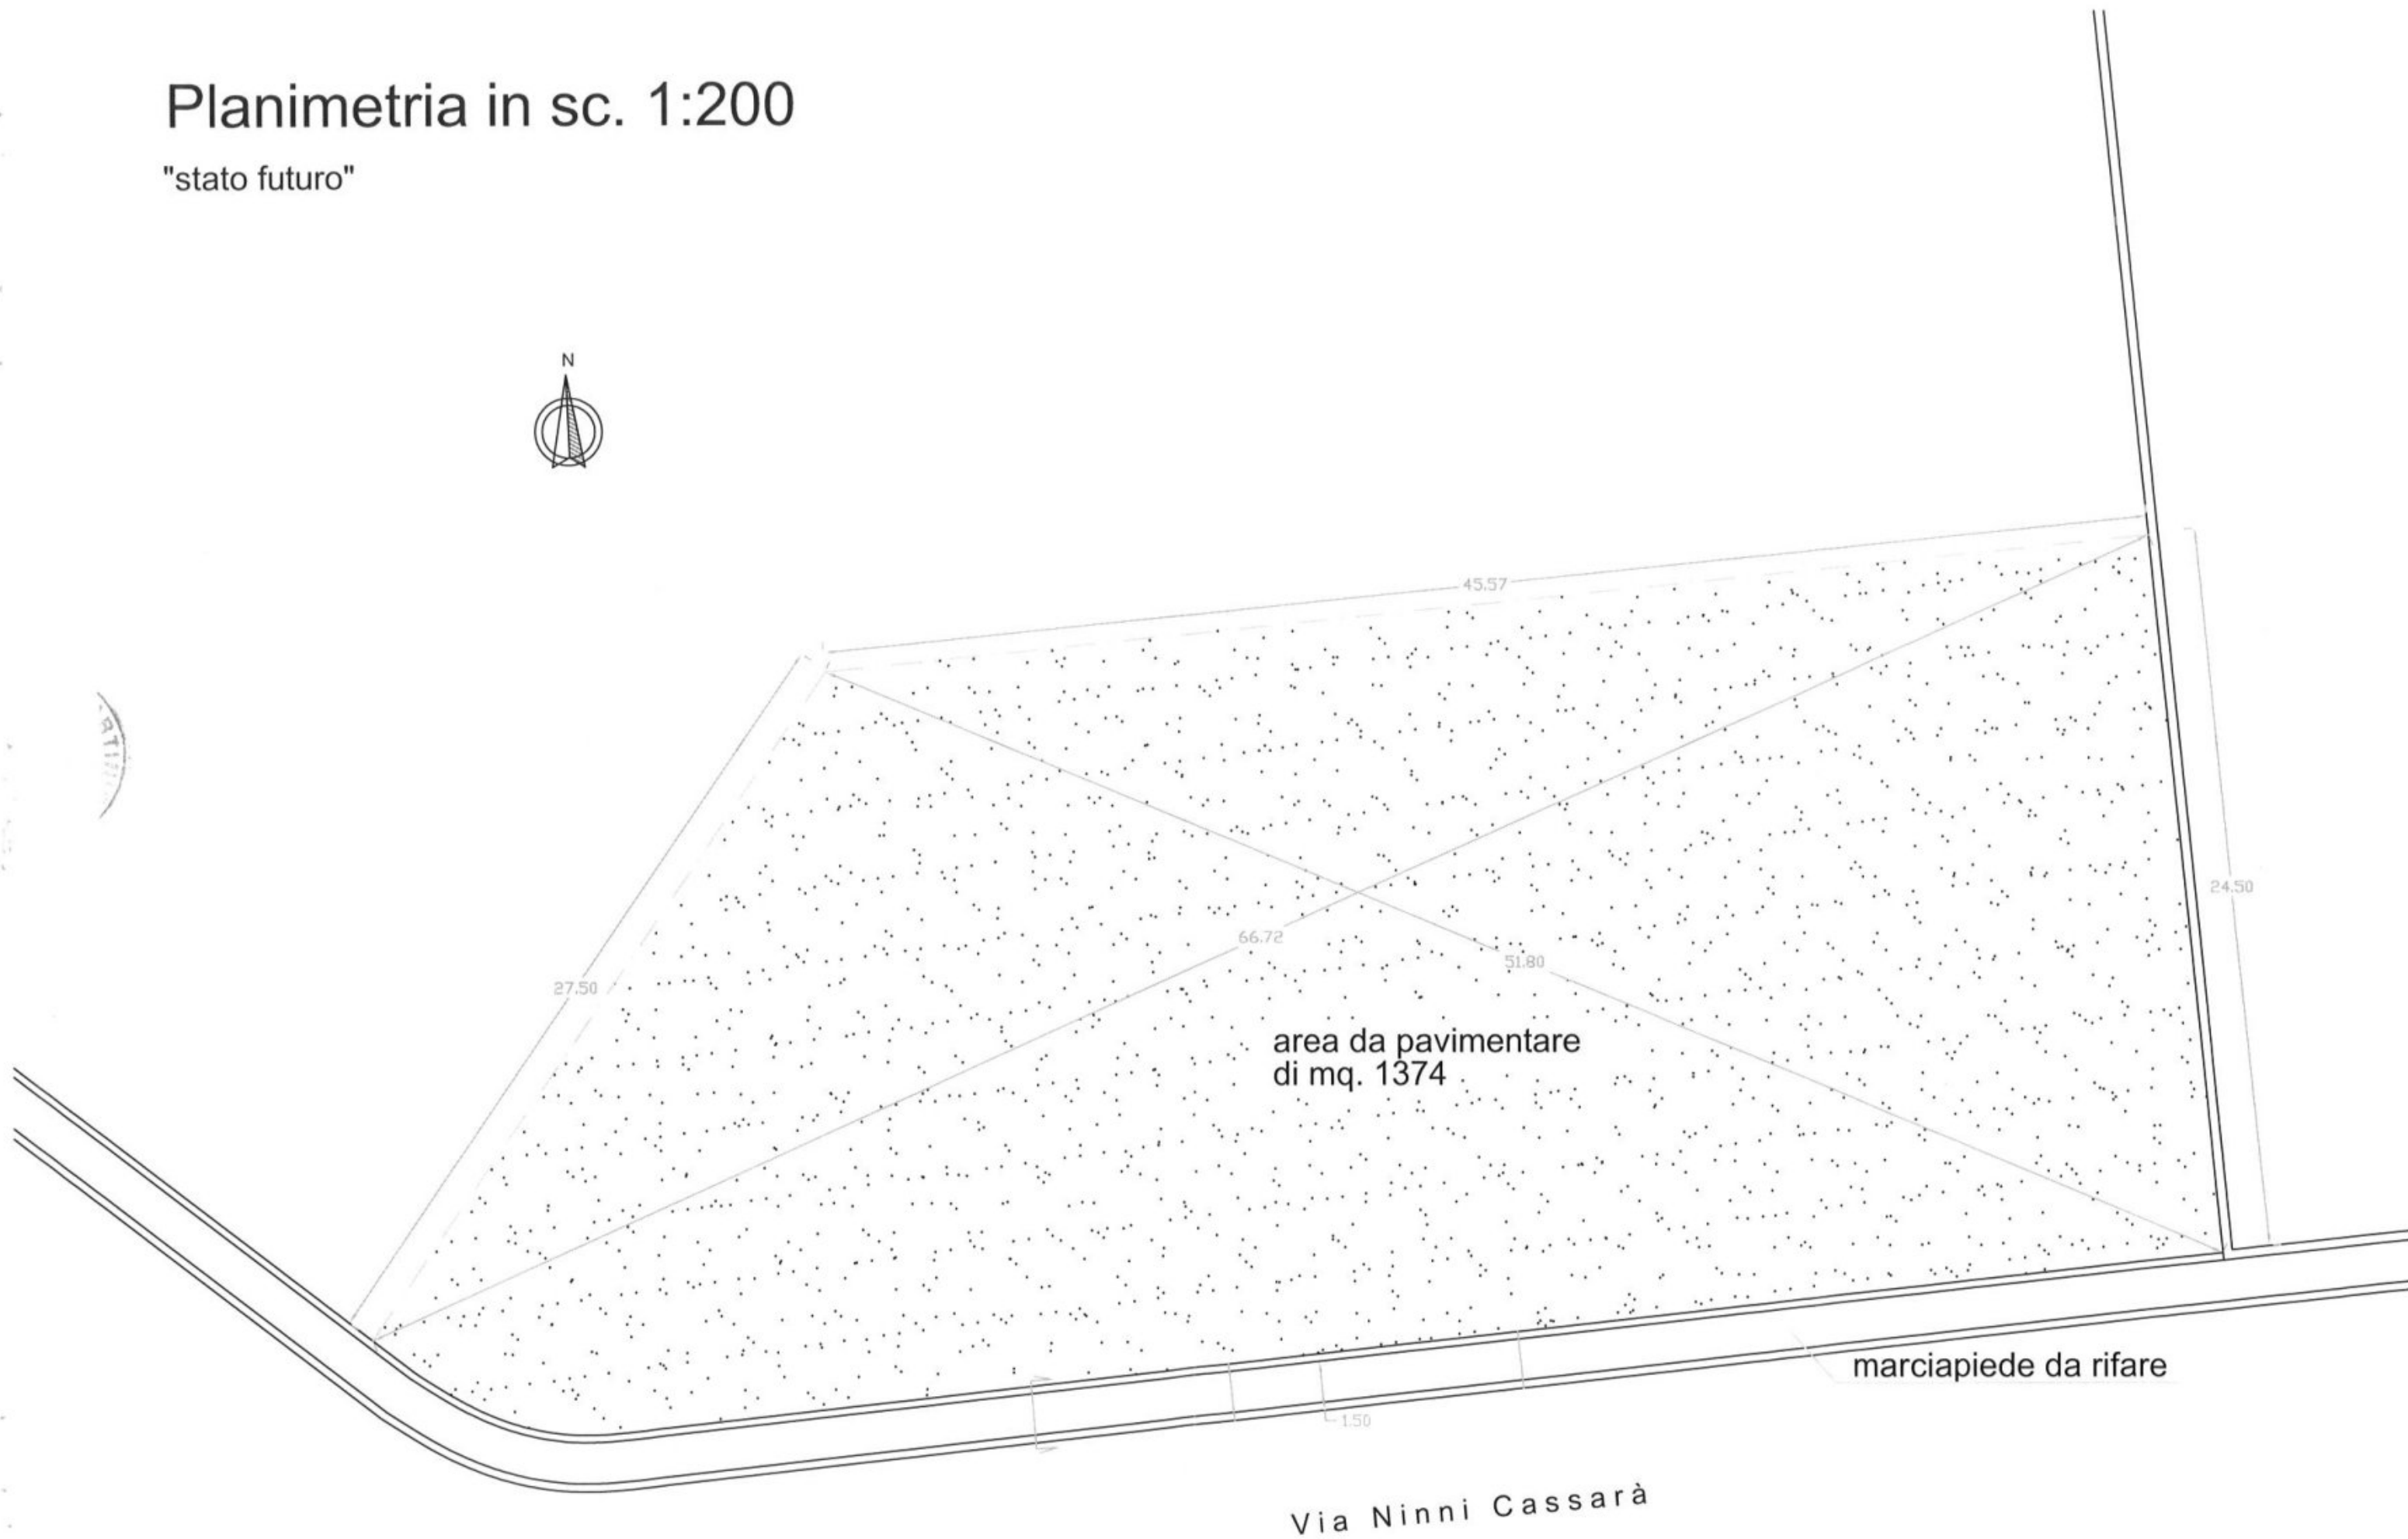 Planimetria in sc. 1:200
"stato futuro"
N
45.57
24.50
66.72
51.80
27.50
area da pavimentare
di mq. 1374
marciapiede da rifare
1.50
Via Ninni Cassarà